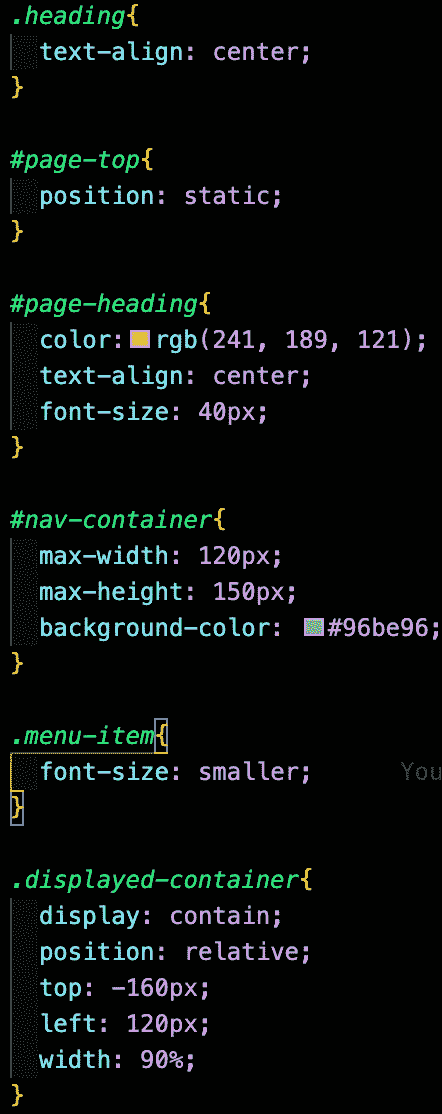 .heading{
  text-align: center;
}

#page-top{
  position: static;
}

#page-heading{
  color: rgb(241, 189, 121);
  text-align: center;
  font-size: 40px;
}

#nav-container{
  max-width: 120px;
  max-height: 150px;
  background-color: #96be96;
}

.menu-item{
  font-size: smaller; You
}

.displayed-container{
  display: contain;
  position: relative;
  top: -160px;
  left: 120px;
  width: 90%;
}